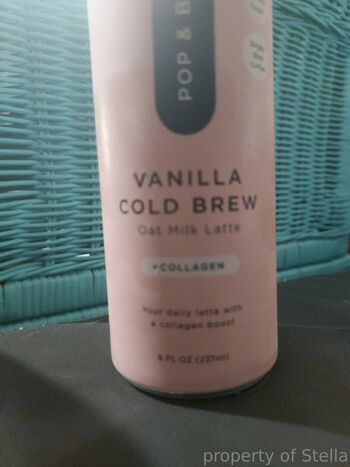 POP & B
VANILLA
COLD BREW
Oat Milk Latte
+COLLAGEN
Your daily latte with
a collagen boost
8 FL OZ (237ml)
property of Stella